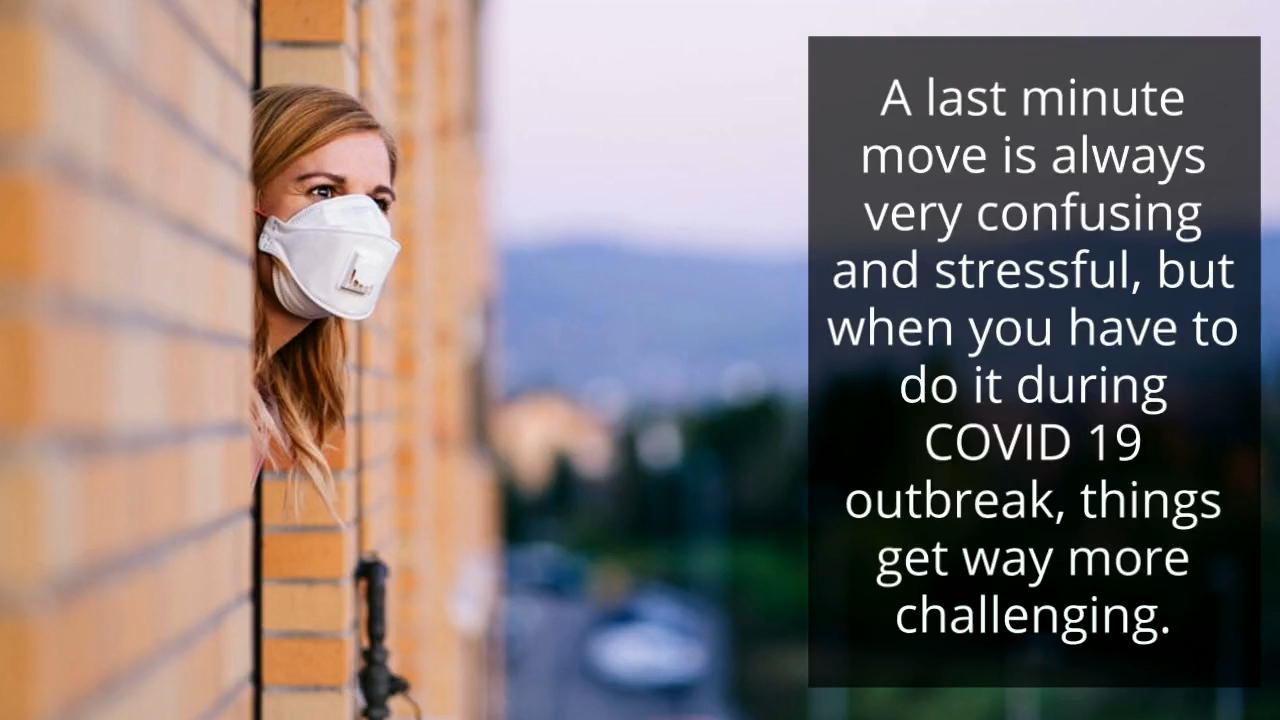 A last minute
move is always
very confusing
and stressful, but
when you have to
do it during
COVID 19
outbreak, things
get way more
challenging.